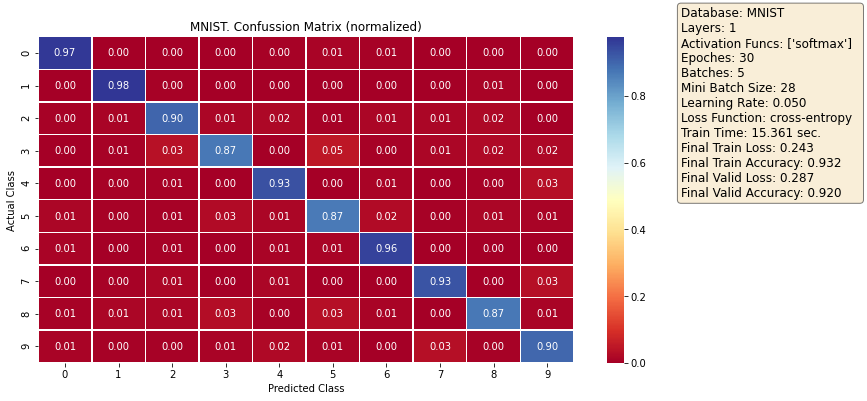 MNIST. Confussion Matrix (normalized)
Actual Class
0 0.97 0.00 0.00 0.00 0.00 0.01 0.01 0.00 0.00 0.00
1 0.00 0.98 0.00 0.00 0.00 0.00 0.00 0.00 0.01 0.00
2 0.00 0.01 0.90 0.01 0.02 0.01 0.01 0.01 0.02 0.00
3 0.00 0.01 0.03 0.87 0.00 0.05 0.00 0.01 0.02 0.02
4 0.00 0.00 0.01 0.00 0.93 0.00 0.01 0.00 0.00 0.03
5 0.01 0.00 0.01 0.03 0.01 0.87 0.02 0.00 0.01 0.01
6 0.01 0.00 0.01 0.00 0.01 0.01 0.96 0.00 0.00 0.00
7 0.00 0.00 0.01 0.00 0.01 0.00 0.00 0.93 0.00 0.03
8 0.01 0.01 0.01 0.03 0.00 0.03 0.01 0.00 0.87 0.01
9 0.01 0.00 0.00 0.01 0.02 0.01 0.00 0.03 0.00 0.90
0 1 2 3 4 5 6 7 8 9
Predicted Class
0.8
0.6
0.4
0.2
0.0
Database: MNIST
Layers: 1
Activation Funcs: ['softmax']
Epoches: 30
Batches: 5
Mini Batch Size: 28
Learning Rate: 0.050
Loss Function: cross-entropy
Train Time: 15.361 sec.
Final Train Loss: 0.243
Final Train Accuracy: 0.932
Final Valid Loss: 0.287
Final Valid Accuracy: 0.920